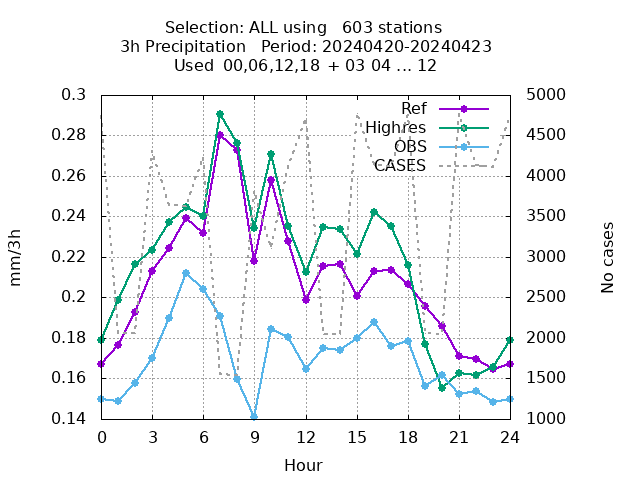 Selection: ALL using   603 stations
3h Precipitation   Period: 20240420-20240423
Used  00,06,12,18 + 03 04 ... 12
0.3
0.28
0.26
0.24
0.22
0.2
0.18
0.16
0.14
5000
4500
4000
3500
3000
2500
2000
1500
1000
Ref
Highres
OBS
CASES
mm/3h
No cases
0 3 6 9 12 15 18 21 24
Hour